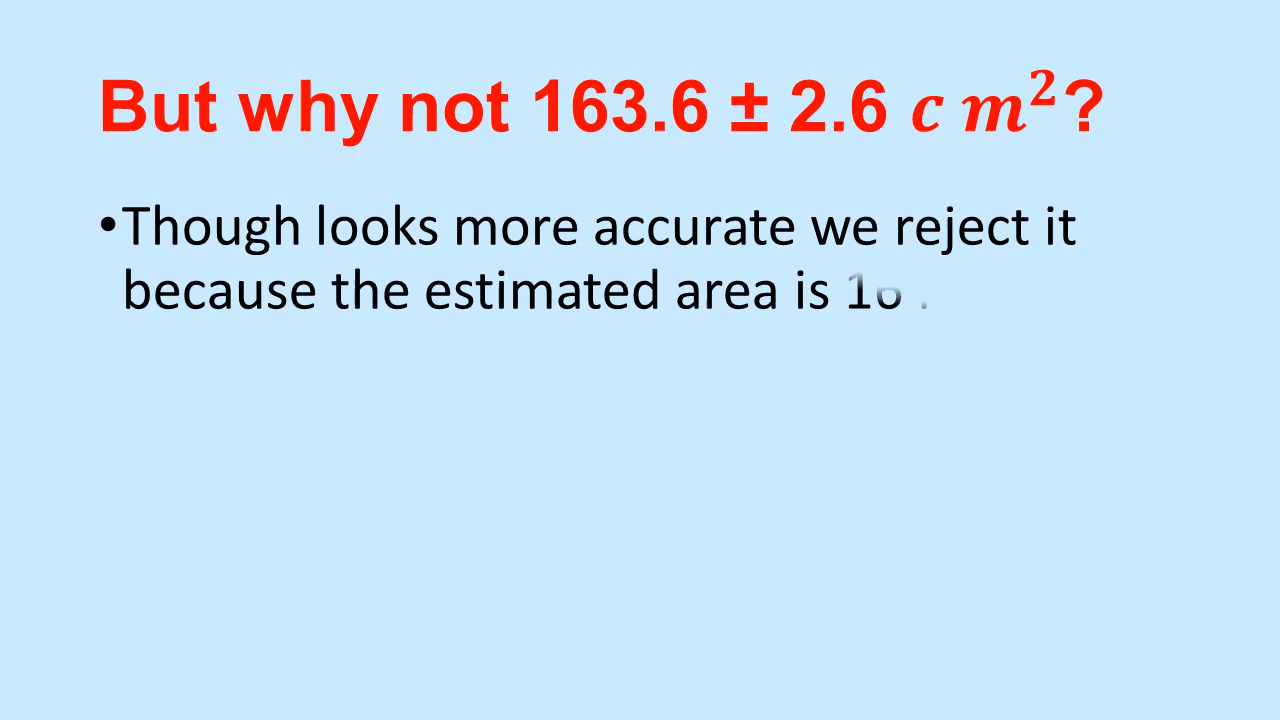 But why not 163.6 ± 2.6 𝒄 𝒎²?
•Though looks more accurate we reject it
because the estimated area is